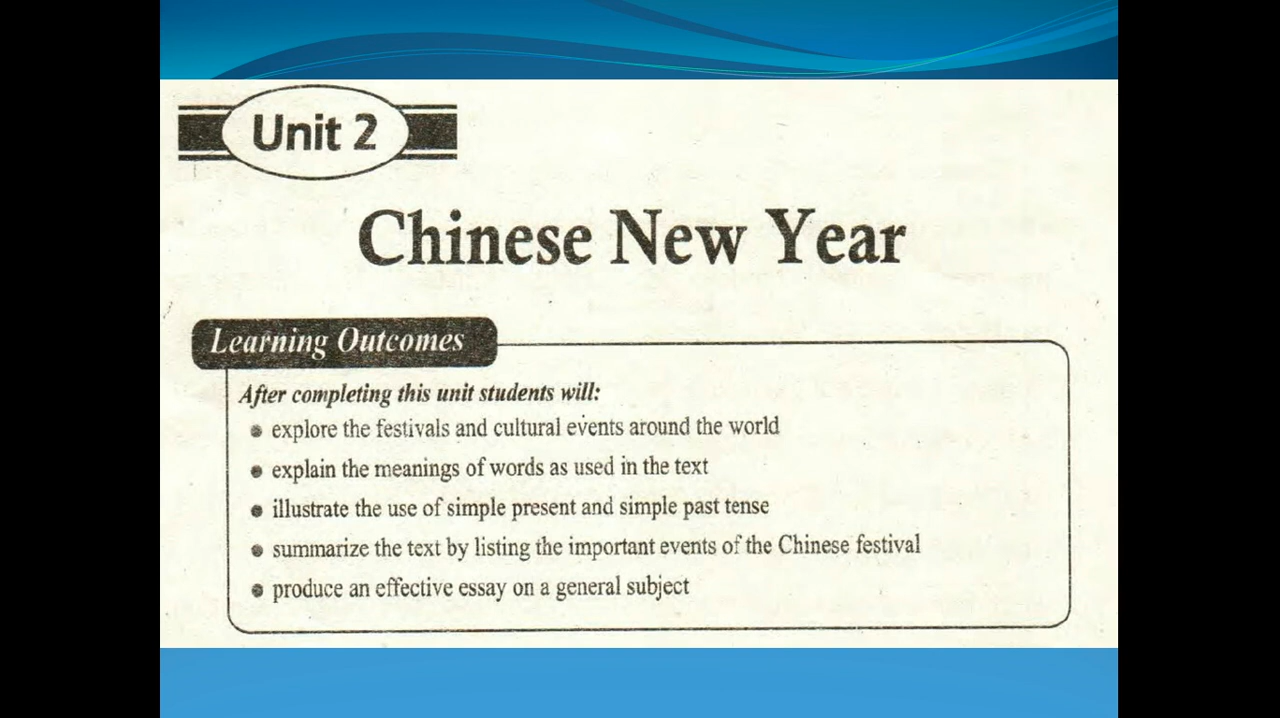 Unit 2
Chinese New Year
Learning Outcomes
After completing this unit students will:
• explore the festivals and cultural events around the world
• explain the meanings of words as used in the text
• illustrate the use of simple present and simple past tense
• summarize the text by listing the important events of the Chinese festival
• produce an effective essay on a general subject